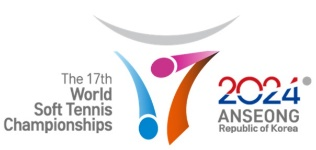 The 17th
World
Soft Tennis
Championships
2024
ANSEONG
Republic of Korea